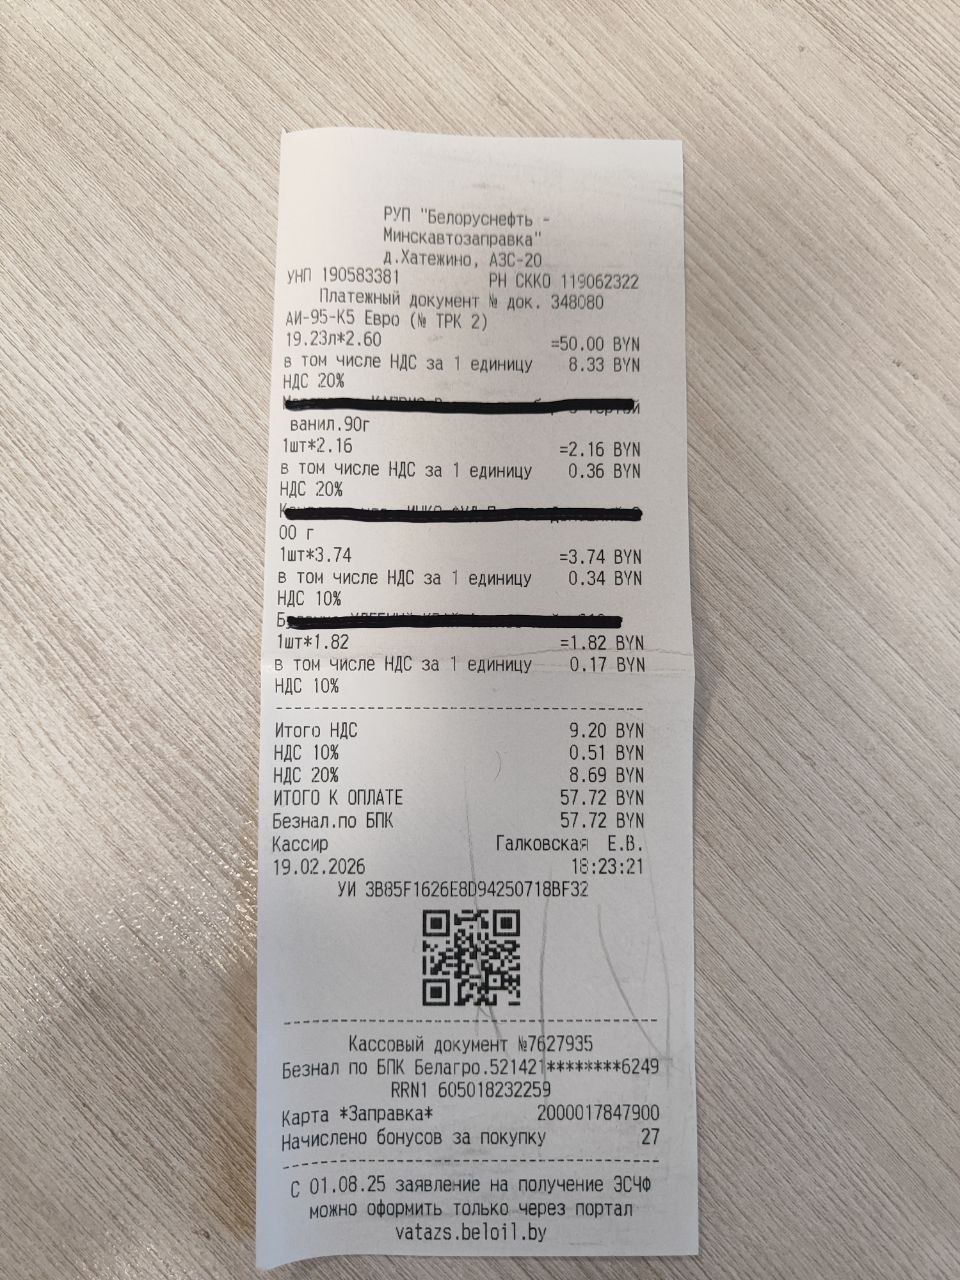 РУП "Белоруснефть -
Минскавтозаправка"
д.Хатежино, АЗС-20
УНП 190583381 РН СККО 119062322
Платежный документ № док. 348080
АИ-95-К5 Евро (№ ТРК 2)
19.23л*2.60 =50.00 BYN
в том числе НДС за 1 единицу 8.33 BYN
НДС 20%
ванил.90г
1шт*2.16 =2.16 BYN
в том числе НДС за 1 единицу 0.36 BYN
НДС 20%
00 г
1шт*3.74 =3.74 BYN
в том числе НДС за 1 единицу 0.34 BYN
НДС 10%
1шт*1.82 =1.82 BYN
в том числе НДС за 1 единицу 0.17 BYN
НДС 10%
Итого НДС 9.20 BYN
НДС 10% 0.51 BYN
НДС 20% 8.69 BYN
ИТОГО К ОПЛАТЕ 57.72 BYN
Безнал.по БПК 57.72 BYN
Кассир Галковская Е.В.
19.02.2026 18:23:21
УИ 3B85F1626E8D94250718BF32
Кассовый документ №7627935
Безнал по БПК Белагро.521421********6249
RRN1 605018232259
Карта *Заправка* 2000017847900
Начислено бонусов за покупку 27
С 01.08.25 заявление на получение ЭСЧФ
можно оформить только через портал
vatazs.beloil.by